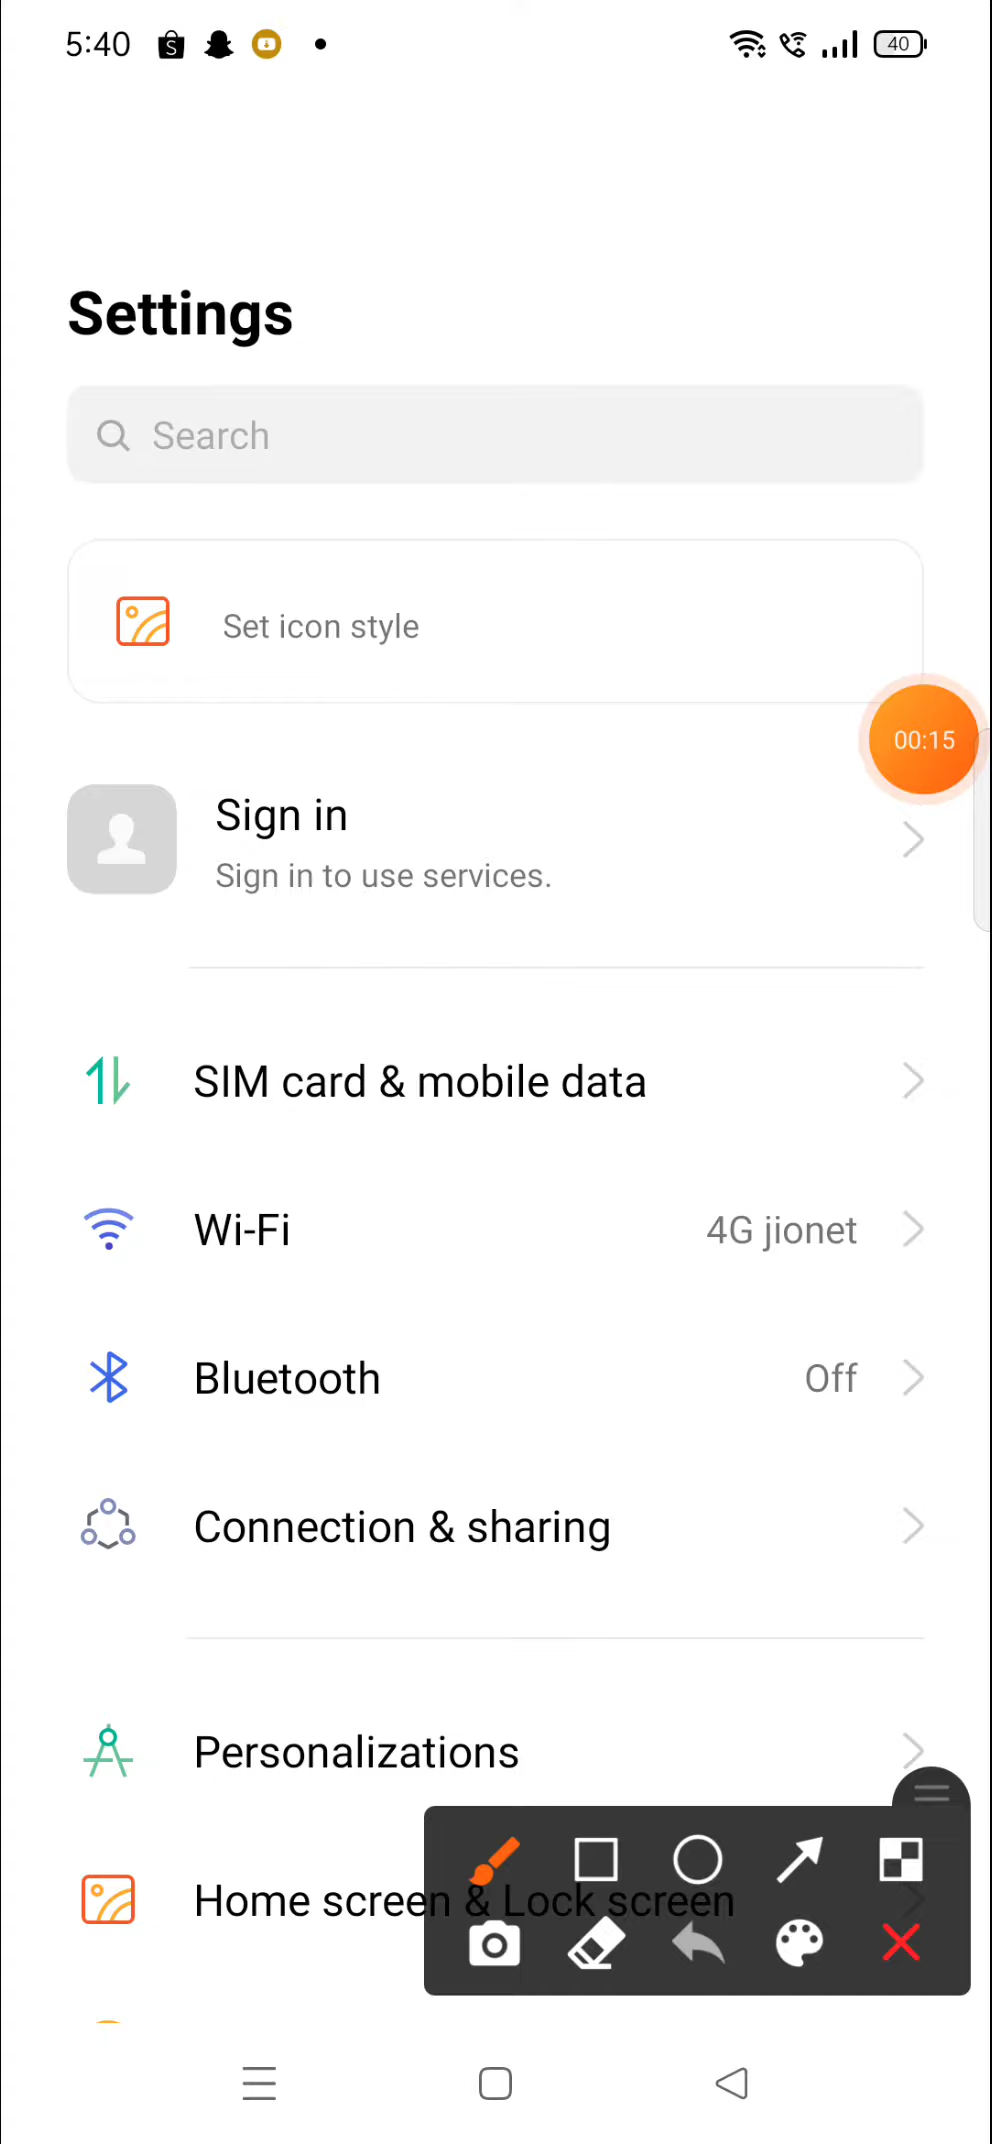 5:40
40
Settings
Search
Set icon style
00:15
Sign in
Sign in to use services.
SIM card & mobile data
Wi-Fi 4G jionet
Bluetooth Off
Connection & sharing
Personalizations
Home screen & Lock screen